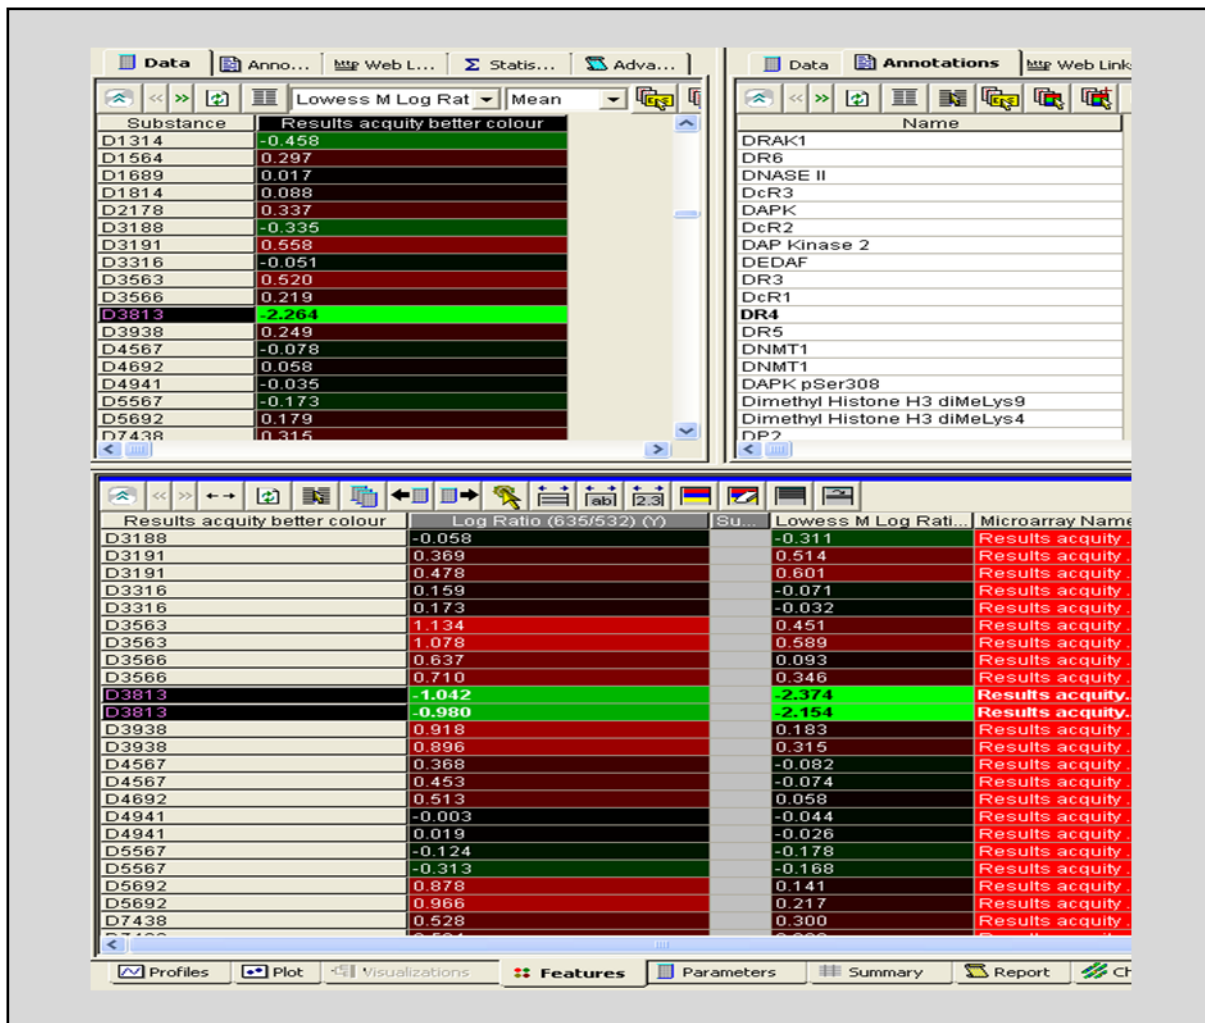 Data Anno... http Web L... Σ Statis... Adva...
Lowess M Log Rat Mean
Substance Results acquity better colour
D1314 -0.458
D1564 0.297
D1689 0.017
D1814 0.088
D2178 0.337
D3188 -0.335
D3191 0.558
D3316 -0.051
D3563 0.520
D3566 0.219
D3813 -2.264
D3938 0.249
D4567 -0.078
D4692 0.058
D4941 -0.035
D5567 -0.173
D5692 0.179
D7438 0.315
Data Annotations http Web Link
Name
DRAK1
DR6
DNASE II
DcR3
DAPK
DcR2
DAP Kinase 2
DEDAF
DR3
DcR1
DR4
DR5
DNMT1
DNMT1
DAPK pSer308
Dimethyl Histone H3 diMeLys9
Dimethyl Histone H3 diMeLys4
DP2
ab 2.3
Results acquity better colour Log Ratio (635/532) (Y) Su... Lowess M Log Rati... Microarray Name
D3188 -0.058 -0.311 Results acquity .
D3191 0.369 0.514 Results acquity .
D3191 0.478 0.601 Results acquity .
D3316 0.159 -0.071 Results acquity .
D3316 0.173 -0.032 Results acquity .
D3563 1.134 0.451 Results acquity .
D3563 1.078 0.589 Results acquity .
D3566 0.637 0.093 Results acquity .
D3566 0.710 0.346 Results acquity .
D3813 -1.042 -2.374 Results acquity..
D3813 -0.980 -2.154 Results acquity..
D3938 0.918 0.183 Results acquity .
D3938 0.896 0.315 Results acquity .
D4567 0.368 -0.082 Results acquity .
D4567 0.453 -0.074 Results acquity .
D4692 0.513 0.058 Results acquity .
D4941 -0.003 -0.044 Results acquity .
D4941 0.019 -0.026 Results acquity .
D5567 -0.124 -0.178 Results acquity .
D5567 -0.313 -0.168 Results acquity .
D5692 0.878 0.141 Results acquity .
D5692 0.966 0.217 Results acquity .
D7438 0.528 0.300 Results acquity .
Profiles Plot Visualizations Features Parameters Summary Report Ch